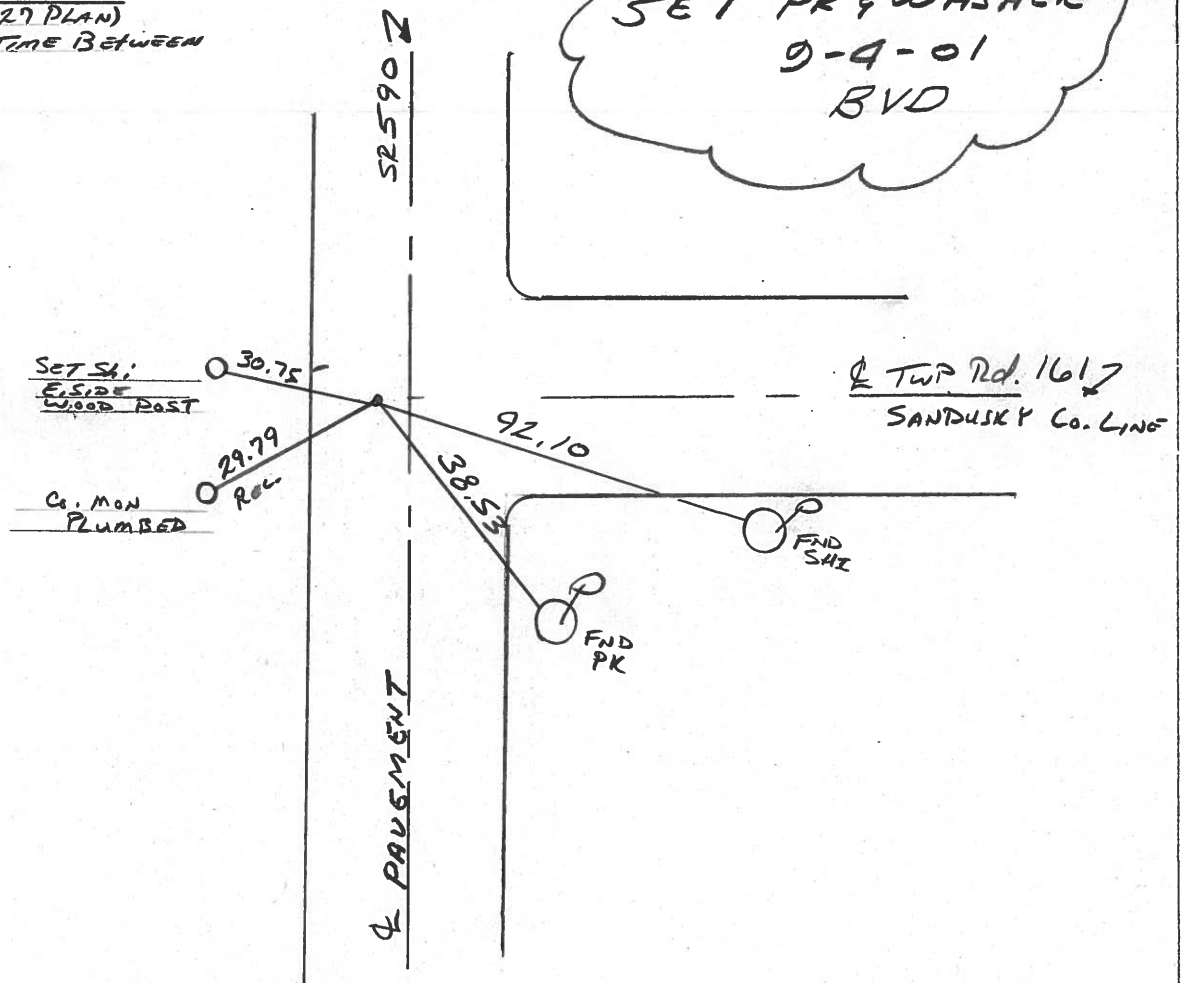 27 PLAN)
TIME BETWEEN
SET PK & WASHER
9-4-01
BVD
SR 590
SET Shi
E. SIDE
WOOD POST
30.75
29.79
Rec.
Co. MON
PLUMBED
92.10
38.53
℄ TWP Rd. 161
SANDUSKY Co. LINE
FND
SHI
FND
PK
℄ PAVEMENT